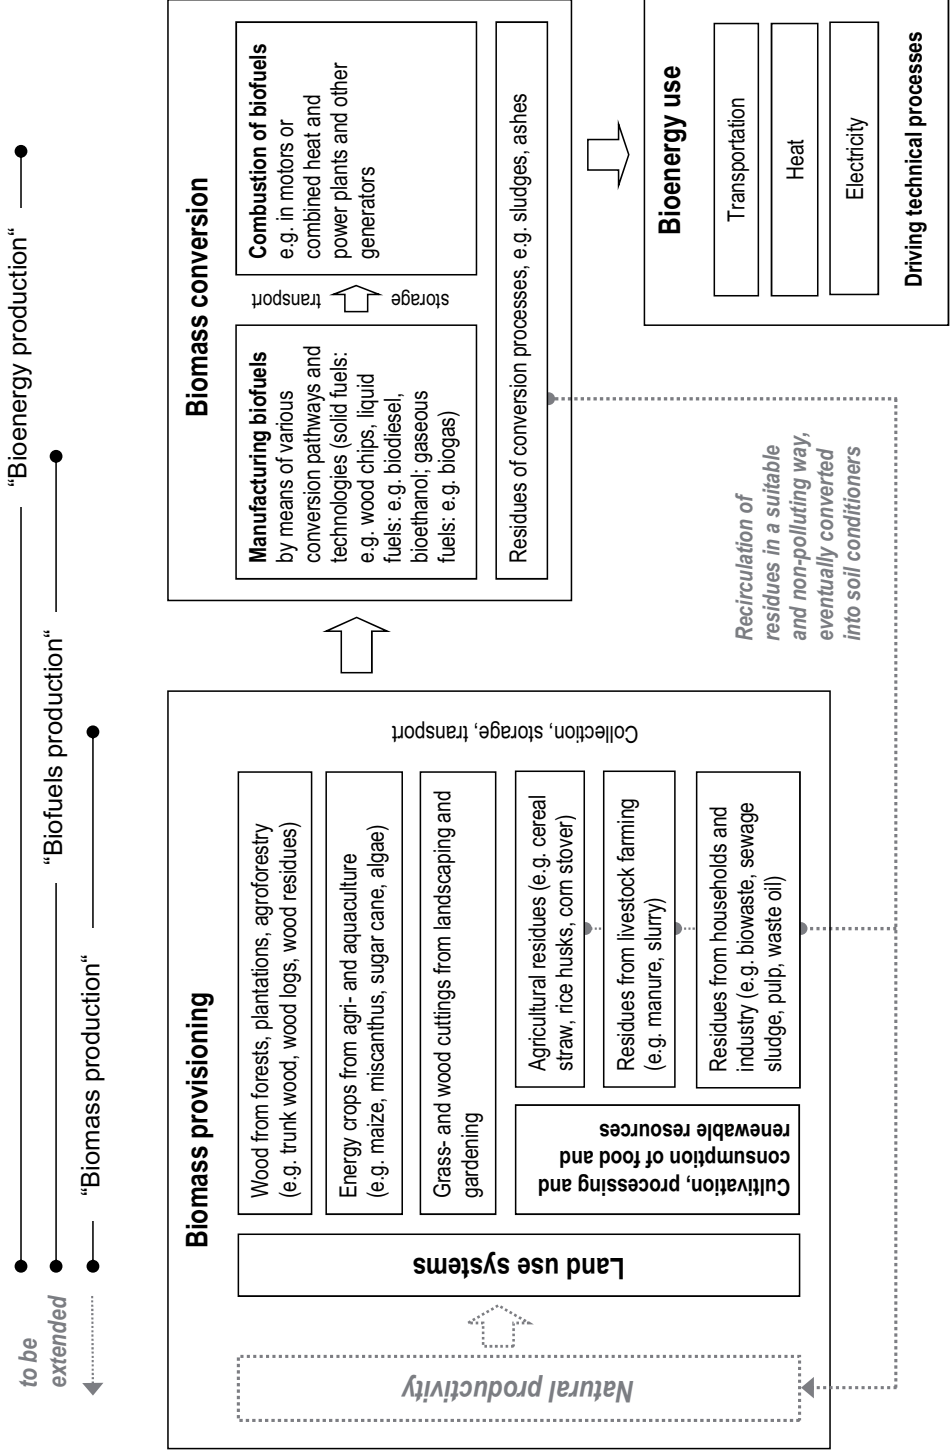 to be
extended
“Bioenergy production“
“Biofuels production“
“Biomass production“
Biomass provisioning
Natural productivity
Land use systems
Wood from forests, plantations, agroforestry
(e.g. trunk wood, wood logs, wood residues)
Energy crops from agri- and aquaculture
(e.g. maize, miscanthus, sugar cane, algae)
Grass- and wood cuttings from landscaping and
gardening
Cultivation, processing and
consumption of food and
renewable resources
Agricultural residues (e.g. cereal
straw, rice husks, corn stover)
Residues from livestock farming
(e.g. manure, slurry)
Residues from households and
industry (e.g. biowaste, sewage
sludge, pulp, waste oil)
Collection, storage, transport
Biomass conversion
Manufacturing biofuels
by means of various
conversion pathways and
technologies (solid fuels:
e.g. wood chips, liquid
fuels: e.g. biodiesel,
bioethanol; gaseous
fuels: e.g. biogas)
transport
storage
Combustion of biofuels
e.g. in motors or
combined heat and
power plants and other
generators
Residues of conversion processes, e.g. sludges, ashes
Recirculation of
residues in a suitable
and non-polluting way,
eventually converted
into soil conditioners
Bioenergy use
Transportation
Heat
Electricity
Driving technical processes